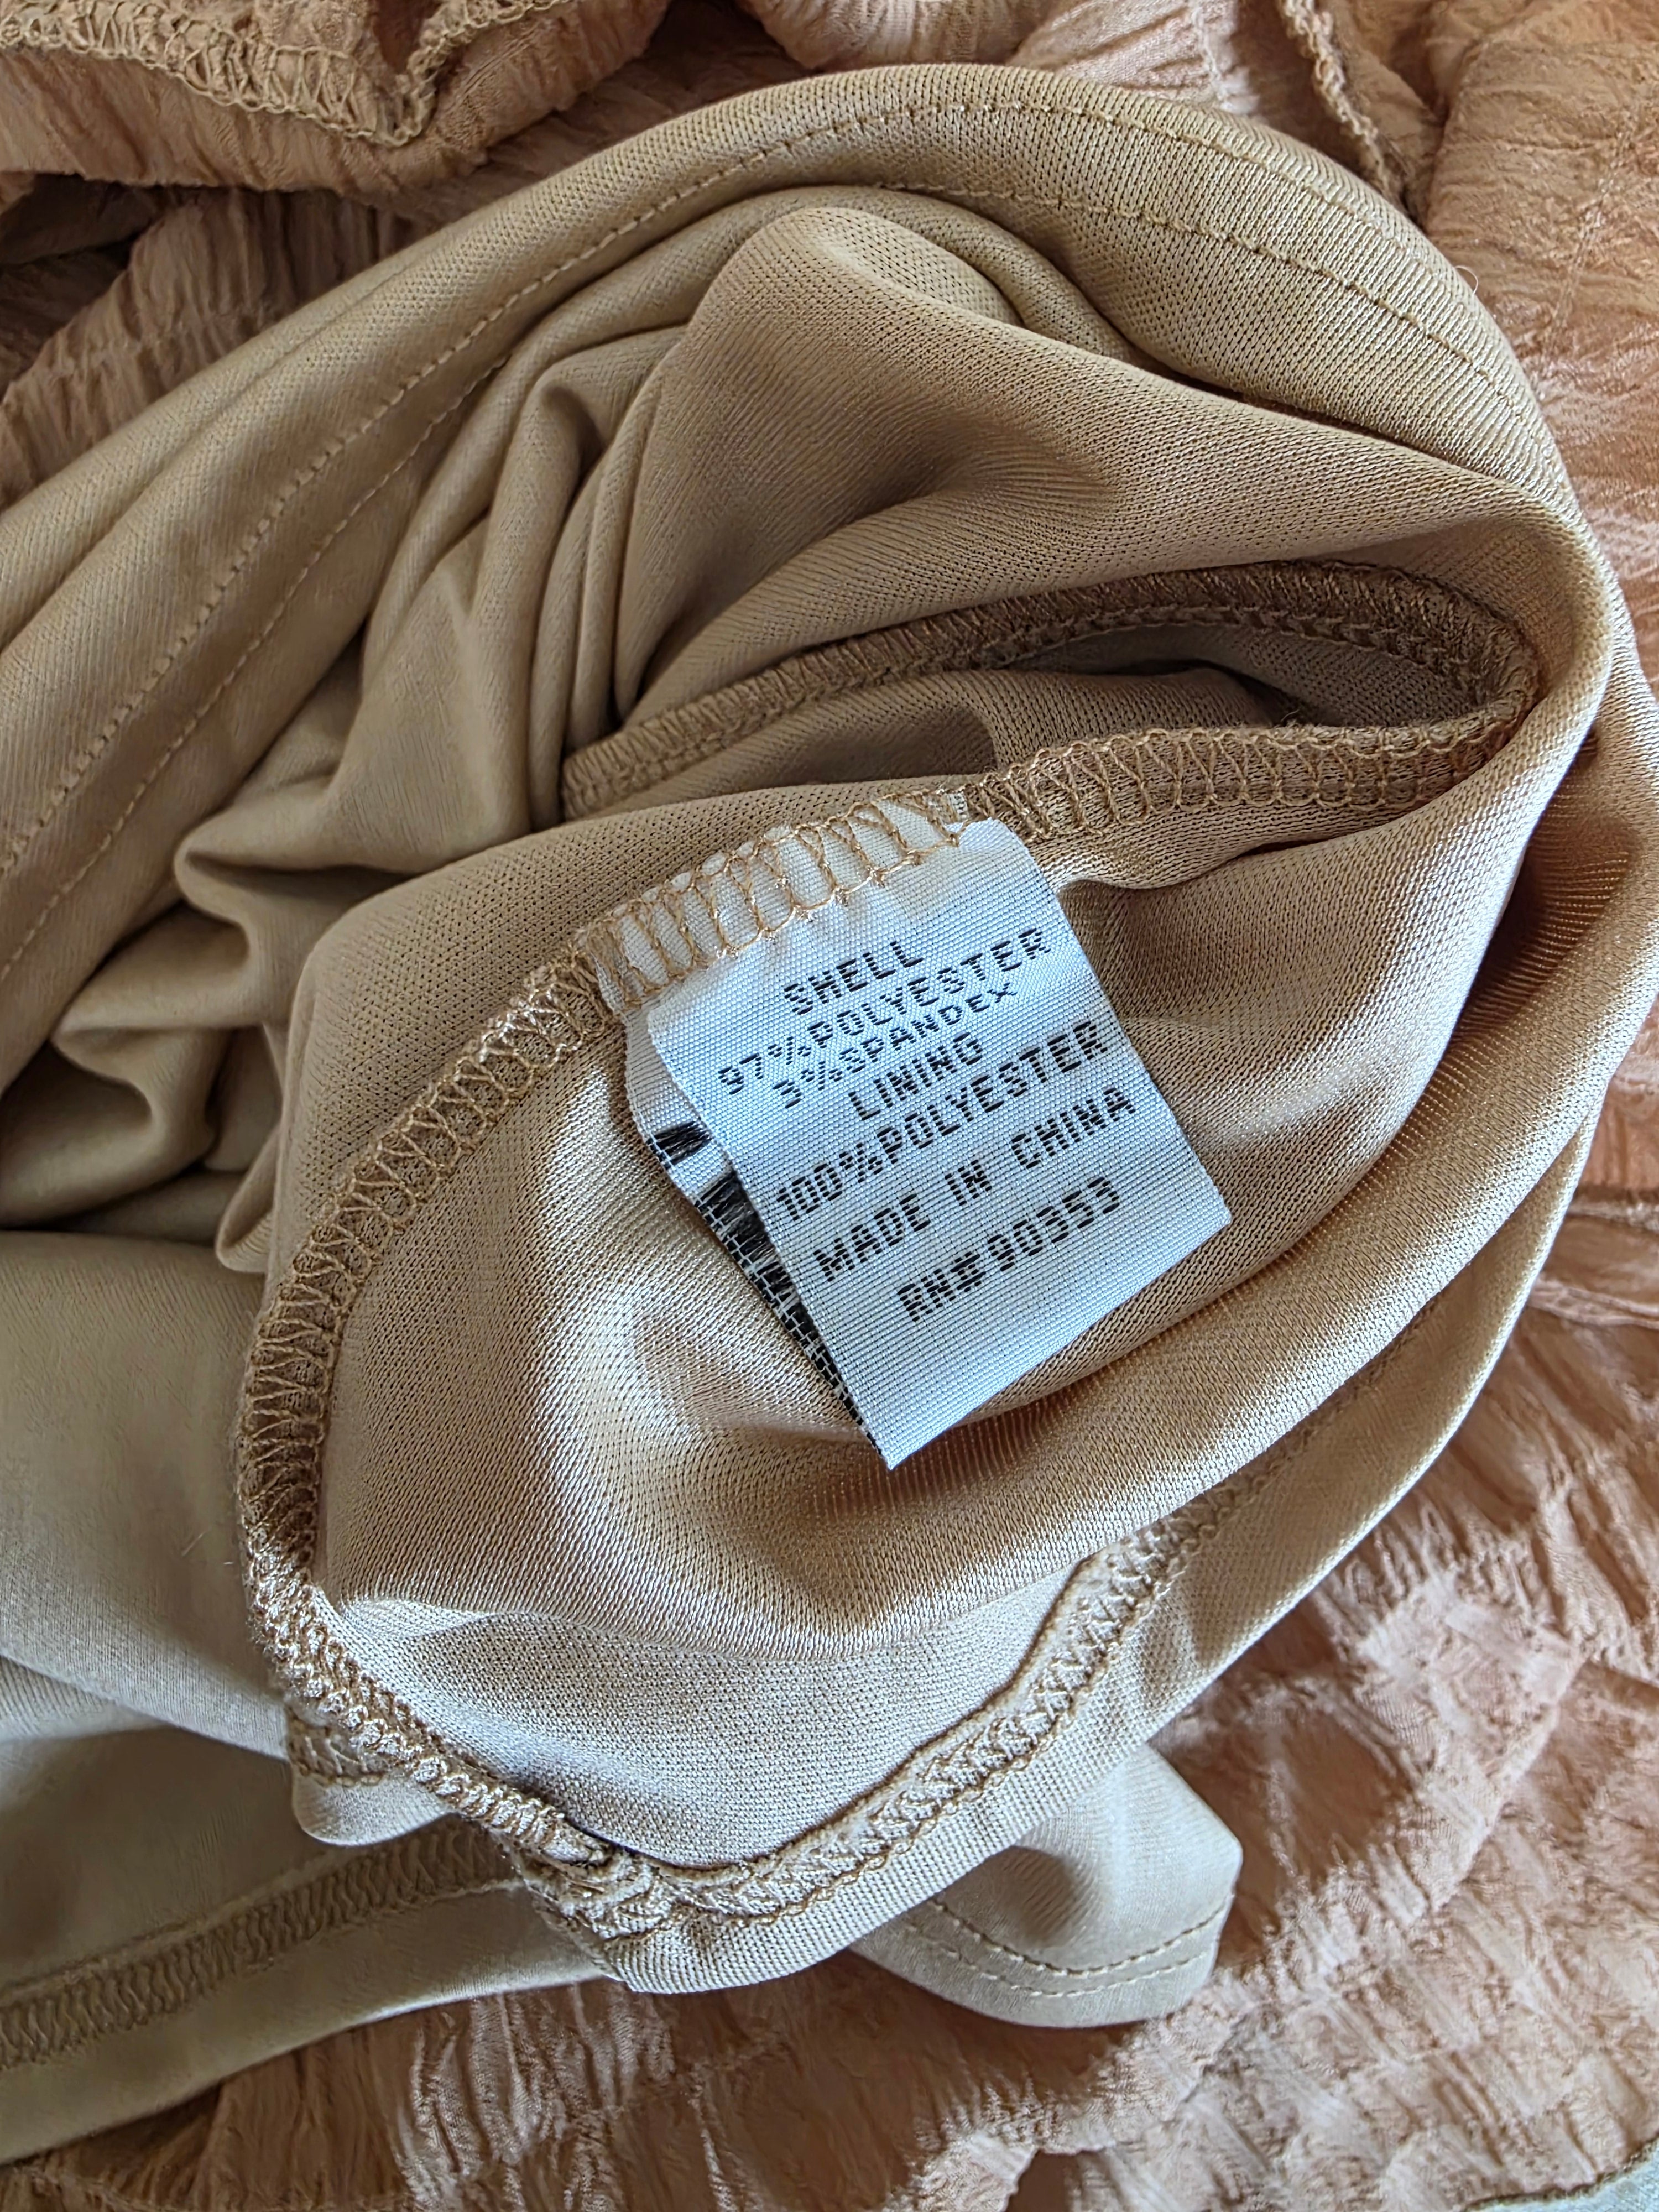 SHELL
97%POLYESTER
3%SPANDEX
LINING
100%POLYESTER
MADE IN CHINA
RN#90353